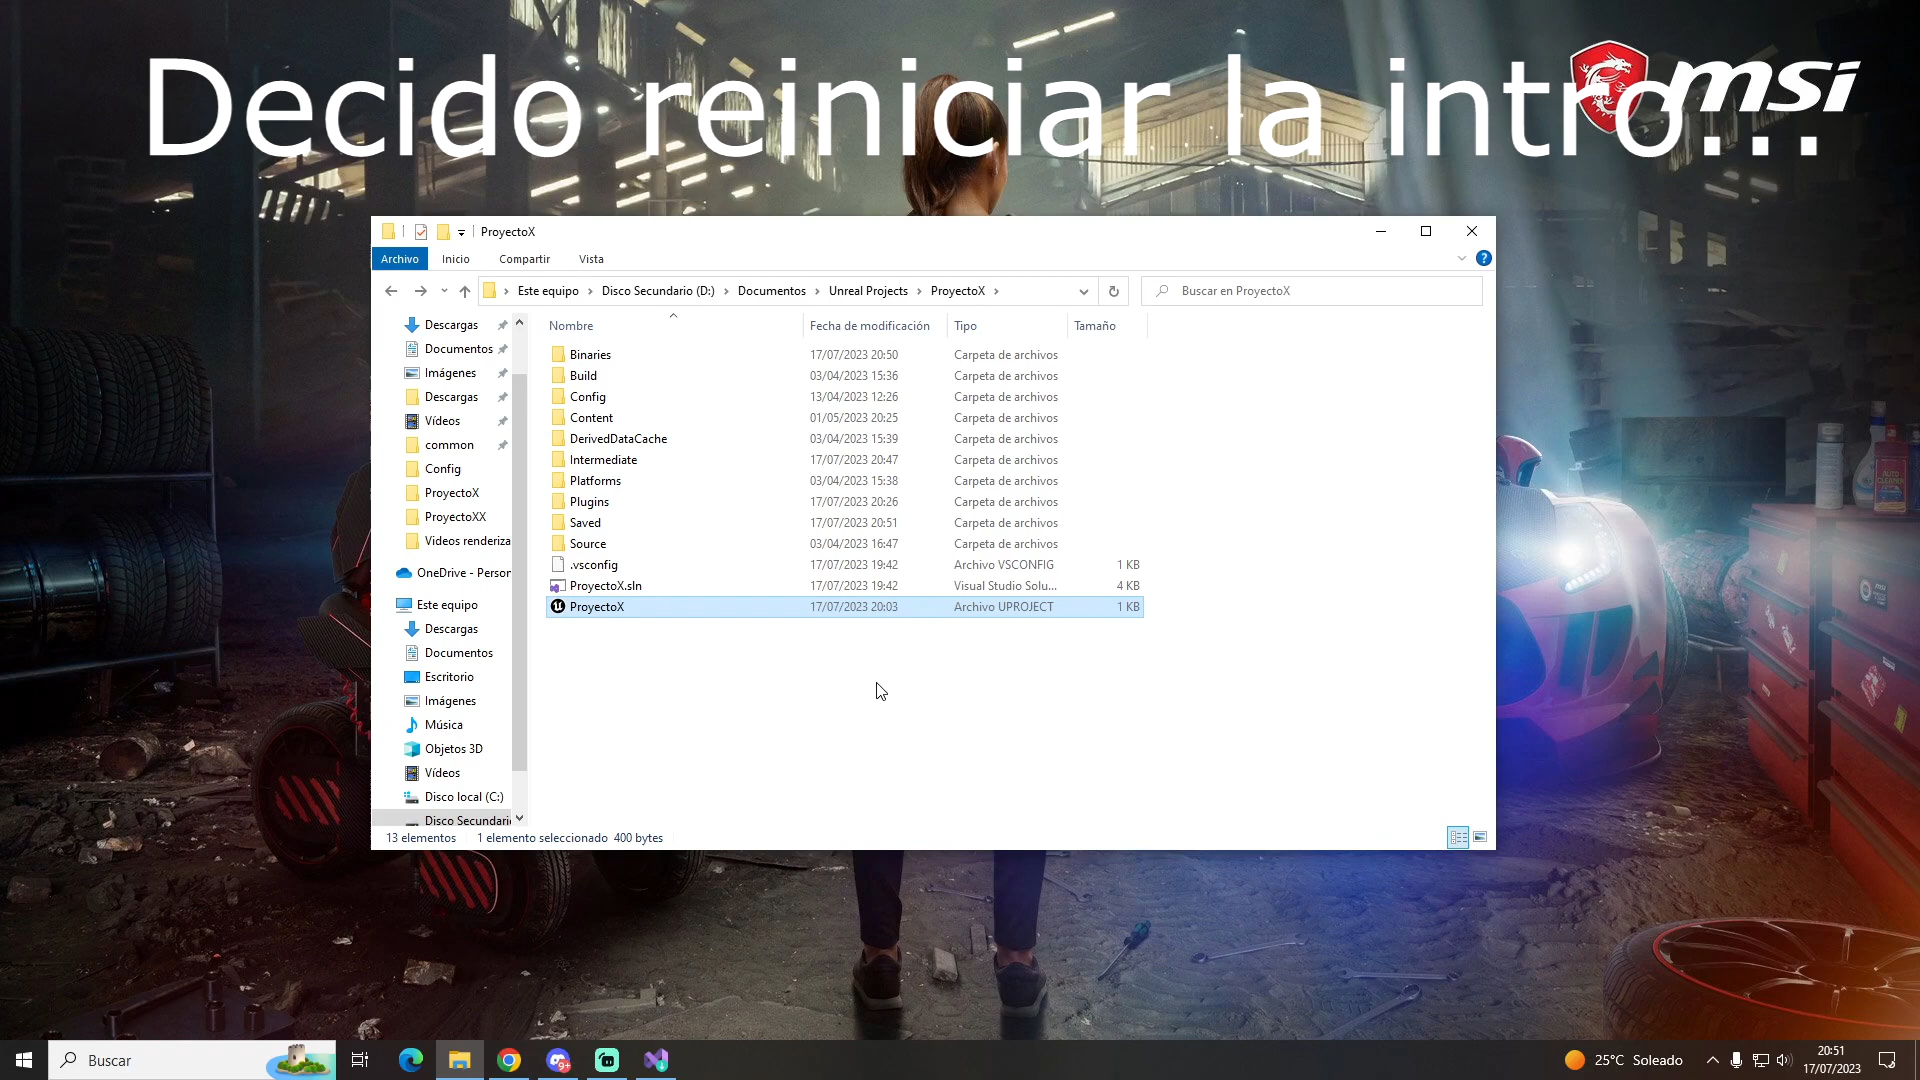 Decido reiniciar la intro...
msi
ProyectoX
Archivo Inicio Compartir Vista
Este equipo > Disco Secundario (D:) > Documentos > Unreal Projects > ProyectoX >
Buscar en ProyectoX
Descargas
Documentos
Imágenes
Descargas
Vídeos
common
Config
ProyectoX
ProyectoXX
Videos renderiza
OneDrive - Person
Este equipo
Descargas
Documentos
Escritorio
Imágenes
Música
Objetos 3D
Vídeos
Disco local (C:)
Disco Secundari
Nombre Fecha de modificación Tipo Tamaño
Binaries 17/07/2023 20:50 Carpeta de archivos
Build 03/04/2023 15:36 Carpeta de archivos
Config 13/04/2023 12:26 Carpeta de archivos
Content 01/05/2023 20:25 Carpeta de archivos
DerivedDataCache 03/04/2023 15:39 Carpeta de archivos
Intermediate 17/07/2023 20:47 Carpeta de archivos
Platforms 03/04/2023 15:38 Carpeta de archivos
Plugins 17/07/2023 20:26 Carpeta de archivos
Saved 17/07/2023 20:51 Carpeta de archivos
Source 03/04/2023 16:47 Carpeta de archivos
.vsconfig 17/07/2023 19:42 Archivo VSCONFIG 1 KB
ProyectoX.sln 17/07/2023 19:42 Visual Studio Solu... 4 KB
ProyectoX 17/07/2023 20:03 Archivo UPROJECT 1 KB
13 elementos 1 elemento seleccionado 400 bytes
AUTO CLEANER
Buscar
9+
25°C Soleado
20:51
17/07/2023